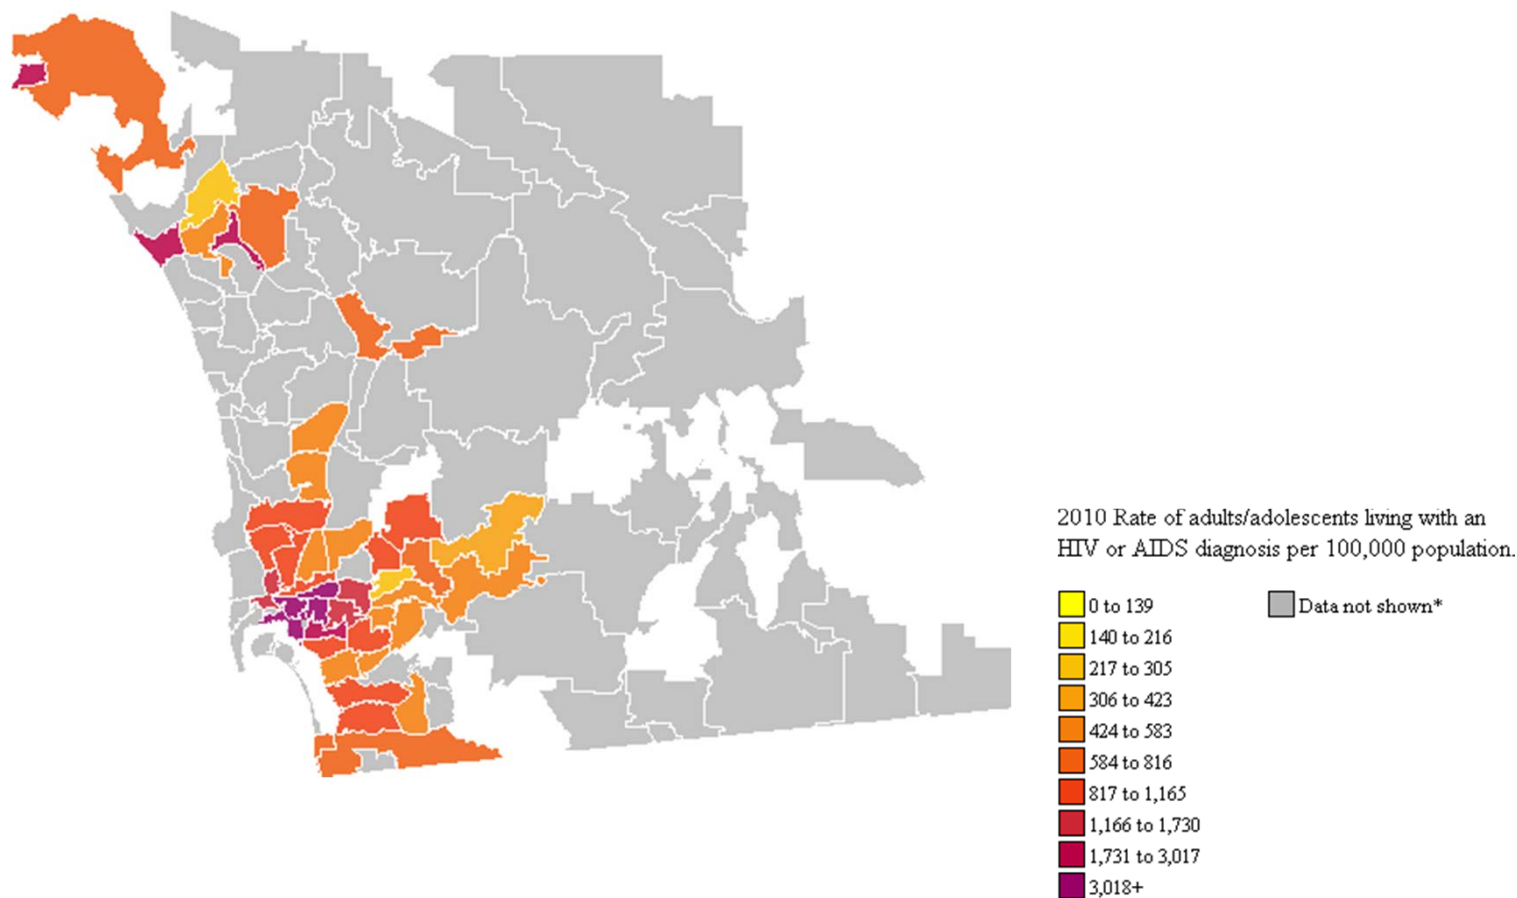 2010 Rate of adults/adolescents living with an
HIV or AIDS diagnosis per 100,000 population.
0 to 139
140 to 216
217 to 305
306 to 423
424 to 583
584 to 816
817 to 1,165
1,166 to 1,730
1,731 to 3,017
3,018+
Data not shown*